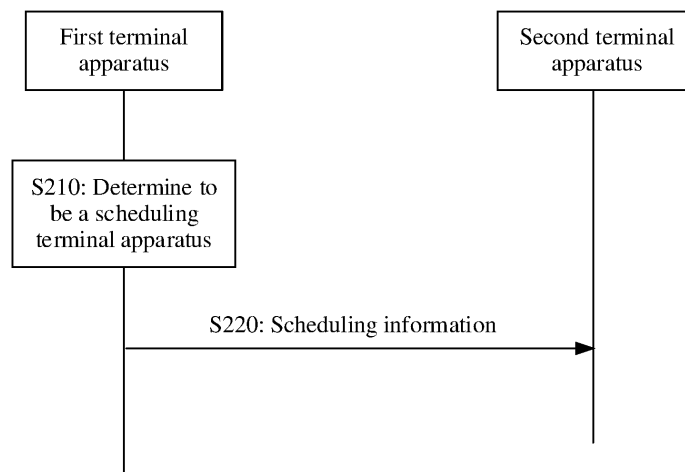 First terminal
apparatus
Second terminal
apparatus
S210: Determine to
be a scheduling
terminal apparatus
S220: Scheduling information